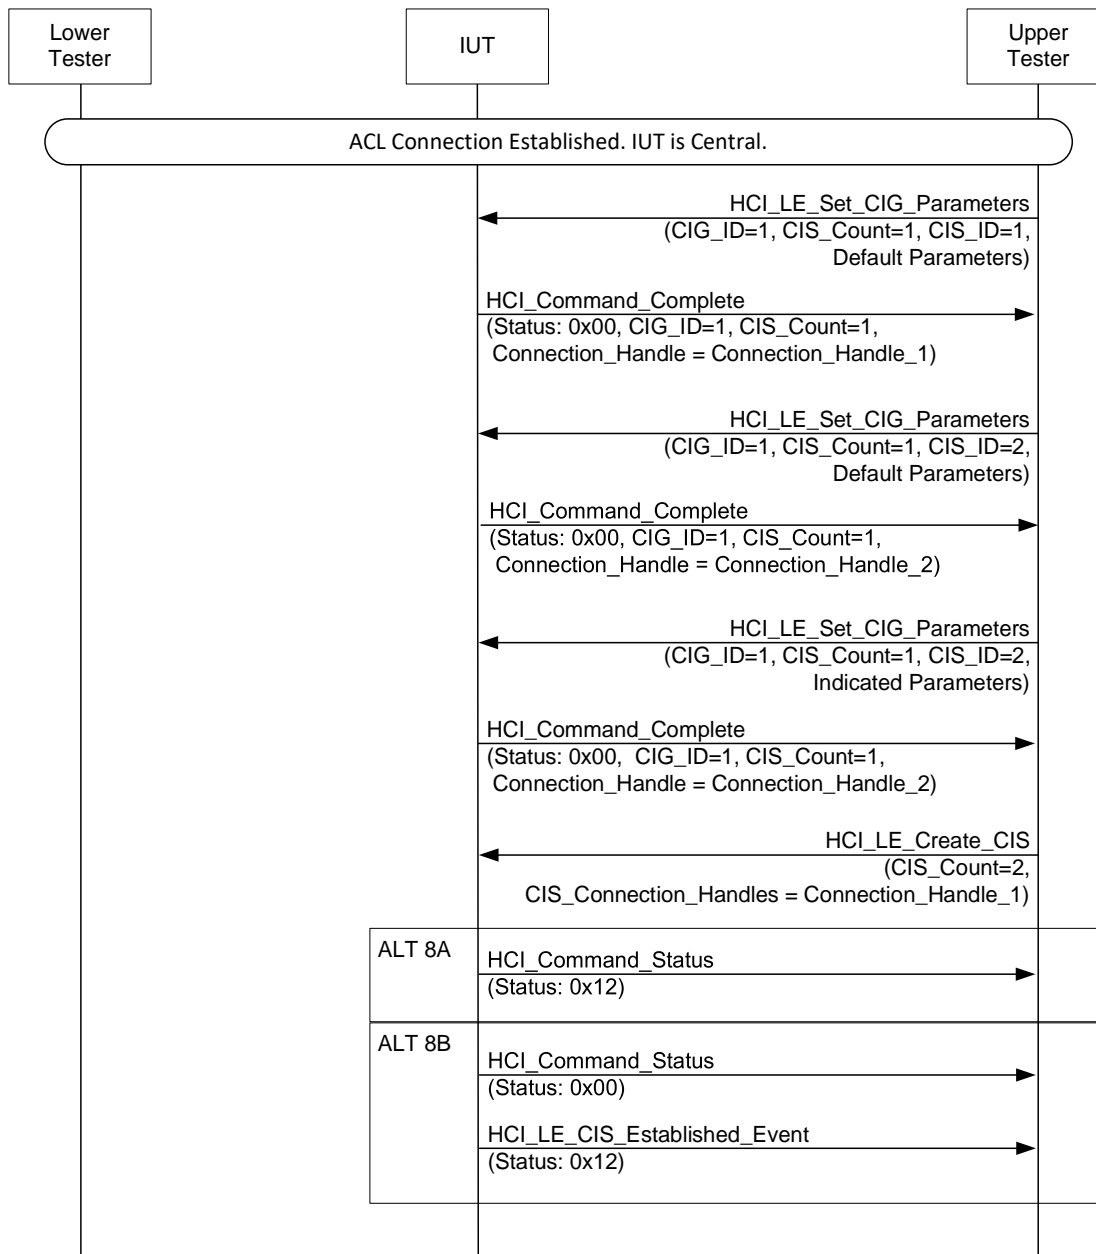 Lower
Tester
IUT
Upper
Tester
ACL Connection Established. IUT is Central.
HCI_LE_Set_CIG_Parameters
(CIG_ID=1, CIS_Count=1, CIS_ID=1,
Default Parameters)
HCI_Command_Complete
(Status: 0x00, CIG_ID=1, CIS_Count=1,
Connection_Handle = Connection_Handle_1)
HCI_LE_Set_CIG_Parameters
(CIG_ID=1, CIS_Count=1, CIS_ID=2,
Default Parameters)
HCI_Command_Complete
(Status: 0x00, CIG_ID=1, CIS_Count=1,
Connection_Handle = Connection_Handle_2)
HCI_LE_Set_CIG_Parameters
(CIG_ID=1, CIS_Count=1, CIS_ID=2,
Indicated Parameters)
HCI_Command_Complete
(Status: 0x00, CIG_ID=1, CIS_Count=1,
Connection_Handle = Connection_Handle_2)
HCI_LE_Create_CIS
(CIS_Count=2,
CIS_Connection_Handles = Connection_Handle_1)
ALT 8A
HCI_Command_Status
(Status: 0x12)
ALT 8B
HCI_Command_Status
(Status: 0x00)
HCI_LE_CIS_Established_Event
(Status: 0x12)